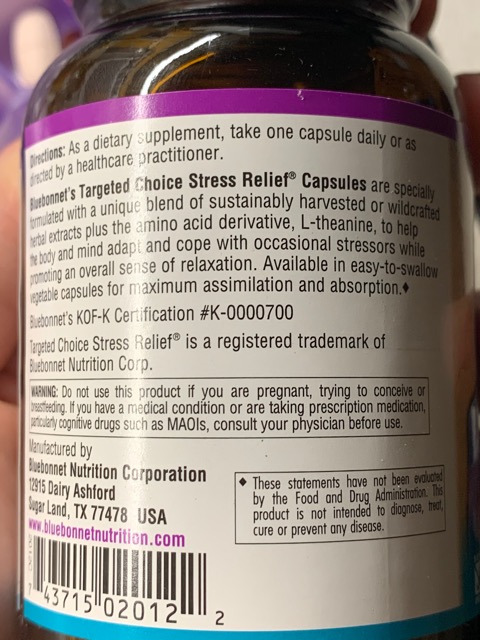 Directions: As a dietary supplement, take one capsule daily or as
directed by a healthcare practitioner.
Bluebonnet's Targeted Choice Stress Relief® Capsules are specially
formulated with a unique blend of sustainably harvested or wildcrafted
herbal extracts plus the amino acid derivative, L-theanine, to help
the body and mind adapt and cope with occasional stressors while
promoting an overall sense of relaxation. Available in easy-to-swallow
vegetable capsules for maximum assimilation and absorption.♦
Bluebonnet's KOF-K Certification #K-0000700
Targeted Choice Stress Relief® is a registered trademark of
Bluebonnet Nutrition Corp.
WARNING: Do not use this product if you are pregnant, trying to conceive or
breastfeeding. If you have a medical condition or are taking prescription medication,
particularly cognitive drugs such as MAOIs, consult your physician before use.
Manufactured by
Bluebonnet Nutrition Corporation
12915 Dairy Ashford
Sugar Land, TX 77478 USA
www.bluebonnetnutrition.com
♦ These statements have not been evaluated
by the Food and Drug Administration. This
product is not intended to diagnose, treat,
cure or prevent any disease.
7 43715 02012 2